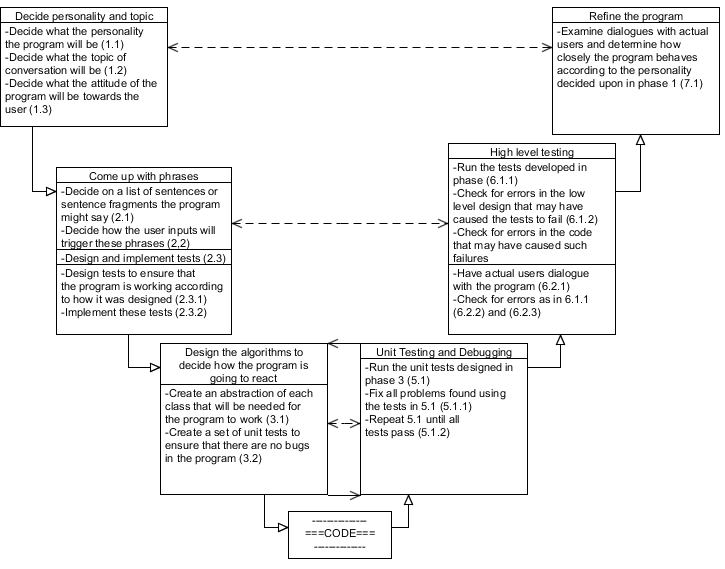 Decide personality and topic
-Decide what the personality
the program will be (1.1)
-Decide what the topic of
conversation will be (1.2)
-Decide what the attitude of the
program will be towards the
user (1.3)
Refine the program
-Examine dialogues with actual
users and determine how
closely the program behaves
according to the personality
decided upon in phase 1 (7.1)
Come up with phrases
-Decide on a list of sentences or
sentence fragments the program
might say (2.1)
-Decide how the user inputs will
trigger these phrases (2,2)
-Design and implement tests (2.3)
-Design tests to ensure that
the program is working according
to how it was designed (2.3.1)
-Implement these tests (2.3.2)
High level testing
-Run the tests developed in
phase (6.1.1)
-Check for errors in the low
level design that may have
caused the tests to fail (6.1.2)
-Check for errors in the code
that may have caused such
failures
-Have actual users dialogue
with the program (6.2.1)
-Check for errors as in 6.1.1
(6.2.2) and (6.2.3)
Design the algorithms to
decide how the program is
going to react
-Create an abstraction of each
class that will be needed for
the program to work (3.1)
-Create a set of unit tests to
ensure that there are no bugs
in the program (3.2)
Unit Testing and Debugging
-Run the unit tests designed in
phase 3 (5.1)
-Fix all problems found using
the tests in 5.1 (5.1.1)
-Repeat 5.1 until all
tests pass (5.1.2)
---------------
===CODE===
--------------